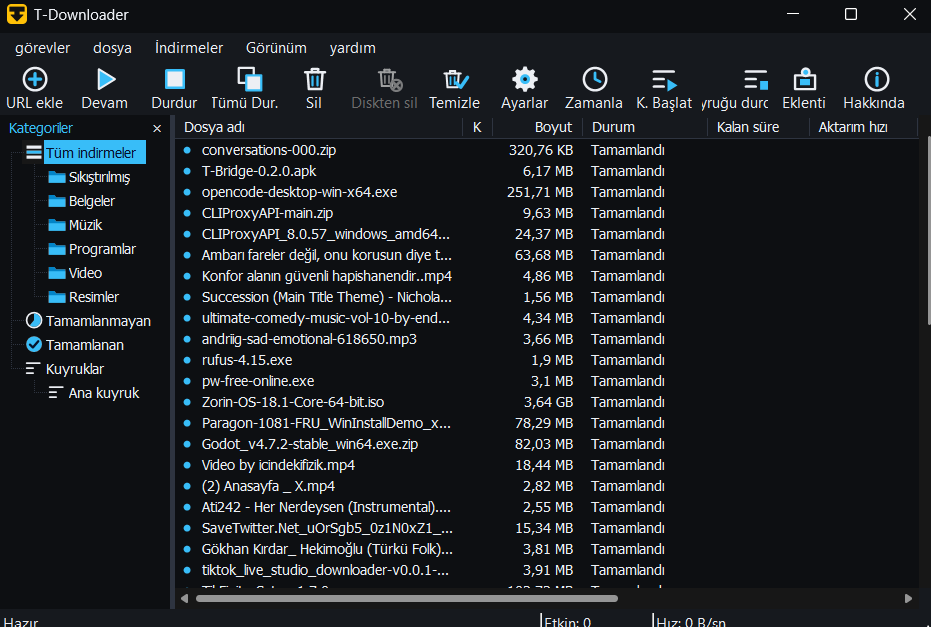 T-Downloader
görevler dosya İndirmeler Görünüm yardım
URL ekle Devam Durdur Tümü Dur. Sil Diskten sil Temizle Ayarlar Zamanla K. Başlat yruğu durc Eklenti Hakkında
Kategoriler
Tüm indirmeler
Sıkıştırılmış
Belgeler
Müzik
Programlar
Video
Resimler
Tamamlanmayan
Tamamlanan
Kuyruklar
Ana kuyruk
Dosya adı K Boyut Durum Kalan süre Aktarım hızı
conversations-000.zip 320,76 KB Tamamlandı
T-Bridge-0.2.0.apk 6,17 MB Tamamlandı
opencode-desktop-win-x64.exe 251,71 MB Tamamlandı
CLIProxyAPI-main.zip 9,63 MB Tamamlandı
CLIProxyAPI_8.0.57_windows_amd64... 24,37 MB Tamamlandı
Ambarı fareler değil, onu korusun diye t... 63,68 MB Tamamlandı
Konfor alanın güvenli hapishanendir..mp4 4,86 MB Tamamlandı
Succession (Main Title Theme) - Nichola... 1,56 MB Tamamlandı
ultimate-comedy-music-vol-10-by-end... 4,34 MB Tamamlandı
andriig-sad-emotional-618650.mp3 3,66 MB Tamamlandı
rufus-4.15.exe 1,9 MB Tamamlandı
pw-free-online.exe 3,1 MB Tamamlandı
Zorin-OS-18.1-Core-64-bit.iso 3,64 GB Tamamlandı
Paragon-1081-FRU_WinInstallDemo_x... 78,29 MB Tamamlandı
Godot_v4.7.2-stable_win64.exe.zip 82,03 MB Tamamlandı
Video by icindekifizik.mp4 18,44 MB Tamamlandı
(2) Anasayfa _ X.mp4 2,82 MB Tamamlandı
Ati242 - Her Nerdeysen (Instrumental).... 2,55 MB Tamamlandı
SaveTwitter.Net_uOrSgb5_0z1N0xZ1_... 15,34 MB Tamamlandı
Gökhan Kırdar_ Hekimoğlu (Türkü Folk)... 3,81 MB Tamamlandı
tiktok_live_studio_downloader-v0.0.1-... 3,91 MB Tamamlandı
Hazır Etkin: 0 Hız: 0 B/sn